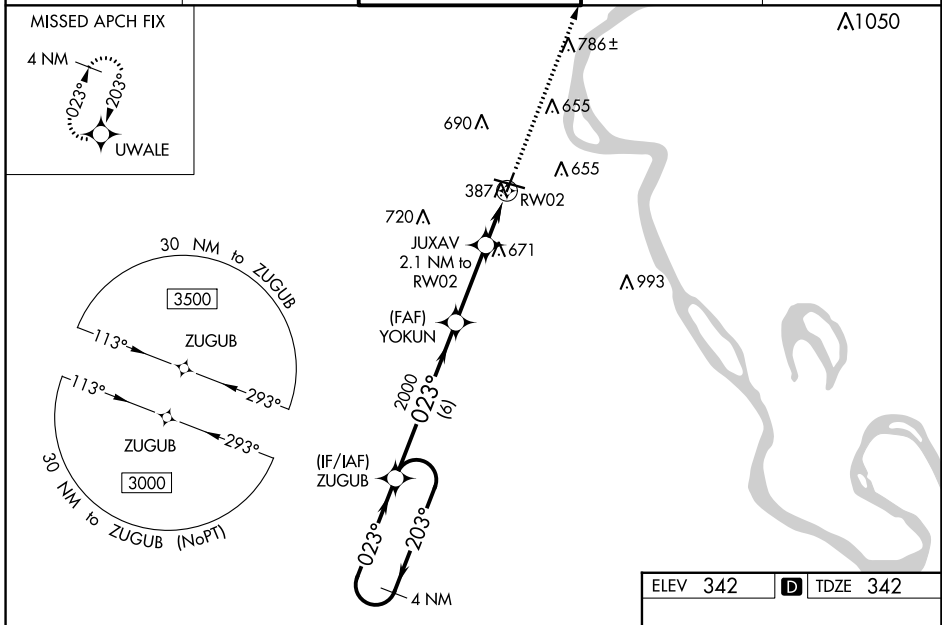 MISSED APCH FIX
4 NM
023°
203°
UWALE
1050
786±
655
690
655
387
RW02
720
JUXAV
2.1 NM to
RW02
671
993
(FAF)
YOKUN
2000
023°
(6)
(IF/IAF)
ZUGUB
023°
203°
4 NM
30 NM to ZUGUB
3500
ZUGUB
113°
293°
113°
293°
ZUGUB
3000
30 NM to ZUGUB (NoPT)
ELEV 342 D TDZE 342